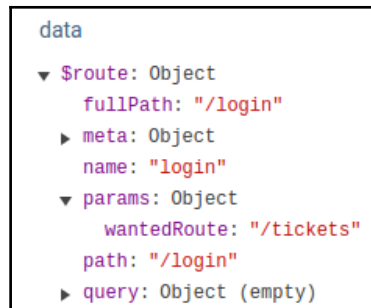 data
▼ $route: Object
fullPath: "/login"
▶ meta: Object
name: "login"
▼ params: Object
wantedRoute: "/tickets"
path: "/login"
▶ query: Object (empty)